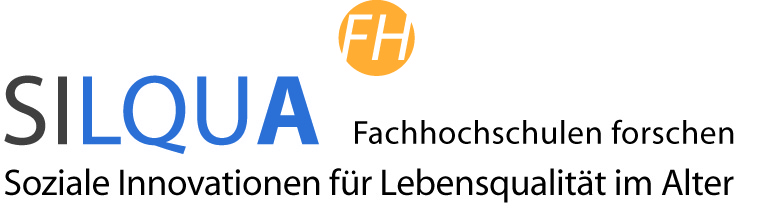 FH
SILQUA Fachhochschulen forschen
Soziale Innovationen für Lebensqualität im Alter